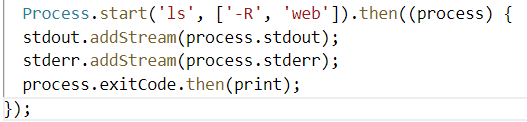 Process.start('ls', ['-R', 'web']).then((process) {
stdout.addStream(process.stdout);
stderr.addStream(process.stderr);
process.exitCode.then(print);
});